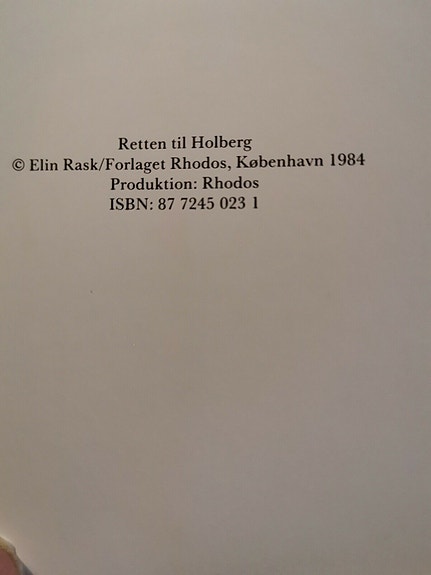 Retten til Holberg
© Elin Rask/Forlaget Rhodos, København 1984
Produktion: Rhodos
ISBN: 87 7245 023 1